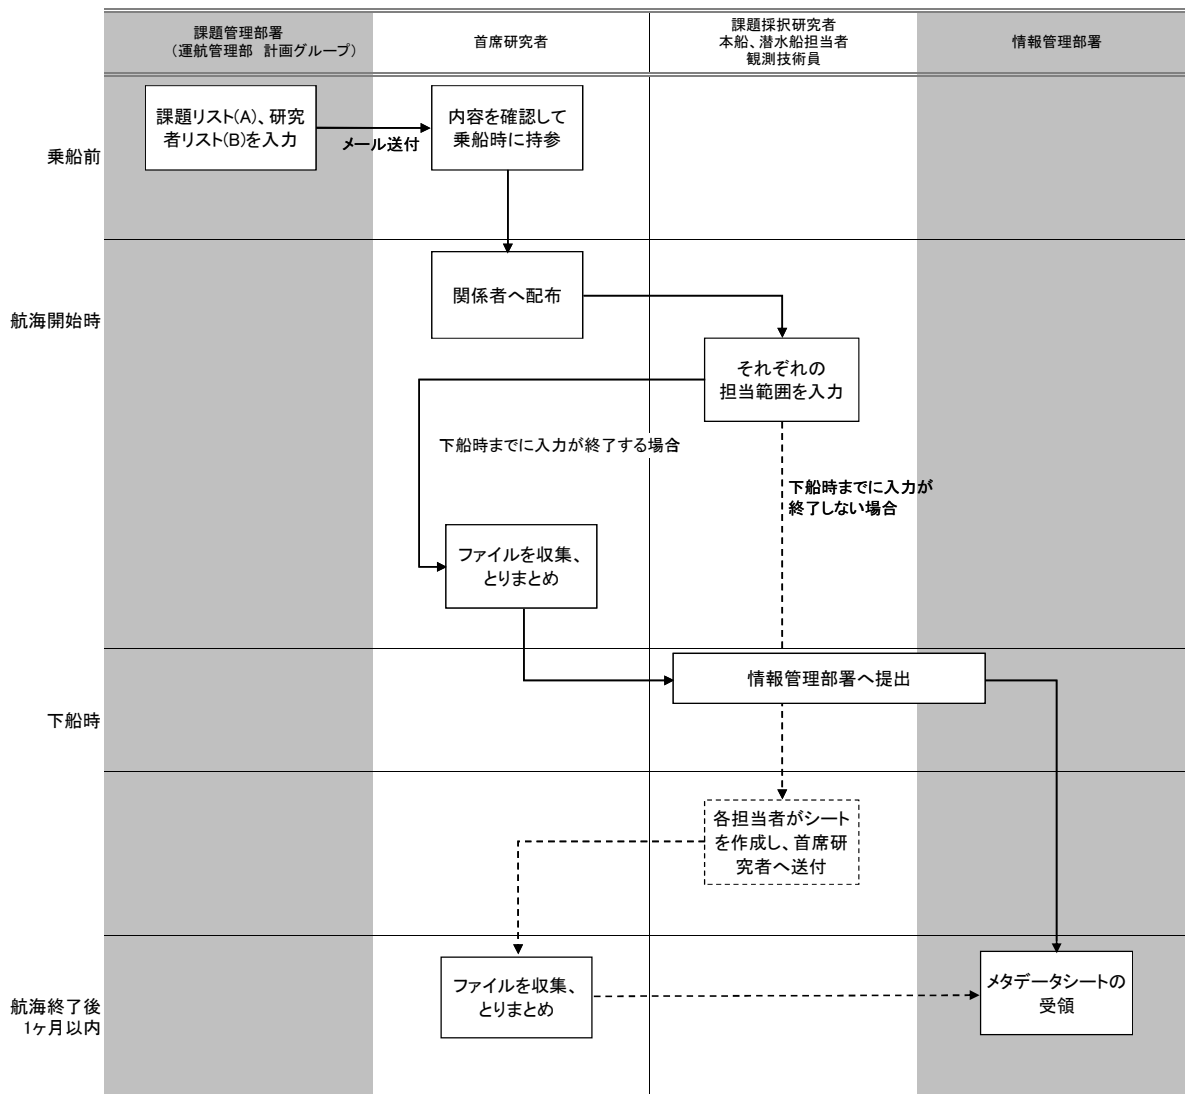 課題管理部署
（運航管理部　計画グループ）
首席研究者
課題採択研究者
本船、潜水船担当者
観測技術員
情報管理部署
乗船前
課題リスト(A)、研究
者リスト(B)を入力
メール送付
内容を確認して
乗船時に持参
航海開始時
関係者へ配布
それぞれの
担当範囲を入力
下船時までに入力が終了する場合
下船時までに入力が
終了しない場合
ファイルを収集、
とりまとめ
下船時
情報管理部署へ提出
各担当者がシート
を作成し、首席研
究者へ送付
航海終了後
1ヶ月以内
ファイルを収集、
とりまとめ
メタデータシートの
受領